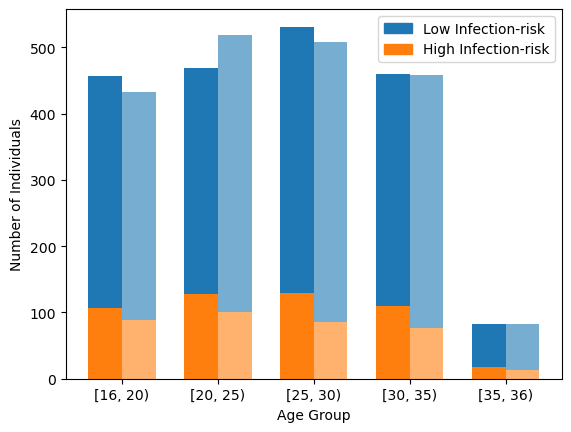 Low Infection-risk
High Infection-risk
500
400
300
200
100
0
Number of Individuals
[16, 20)
[20, 25)
[25, 30)
[30, 35)
[35, 36)
Age Group